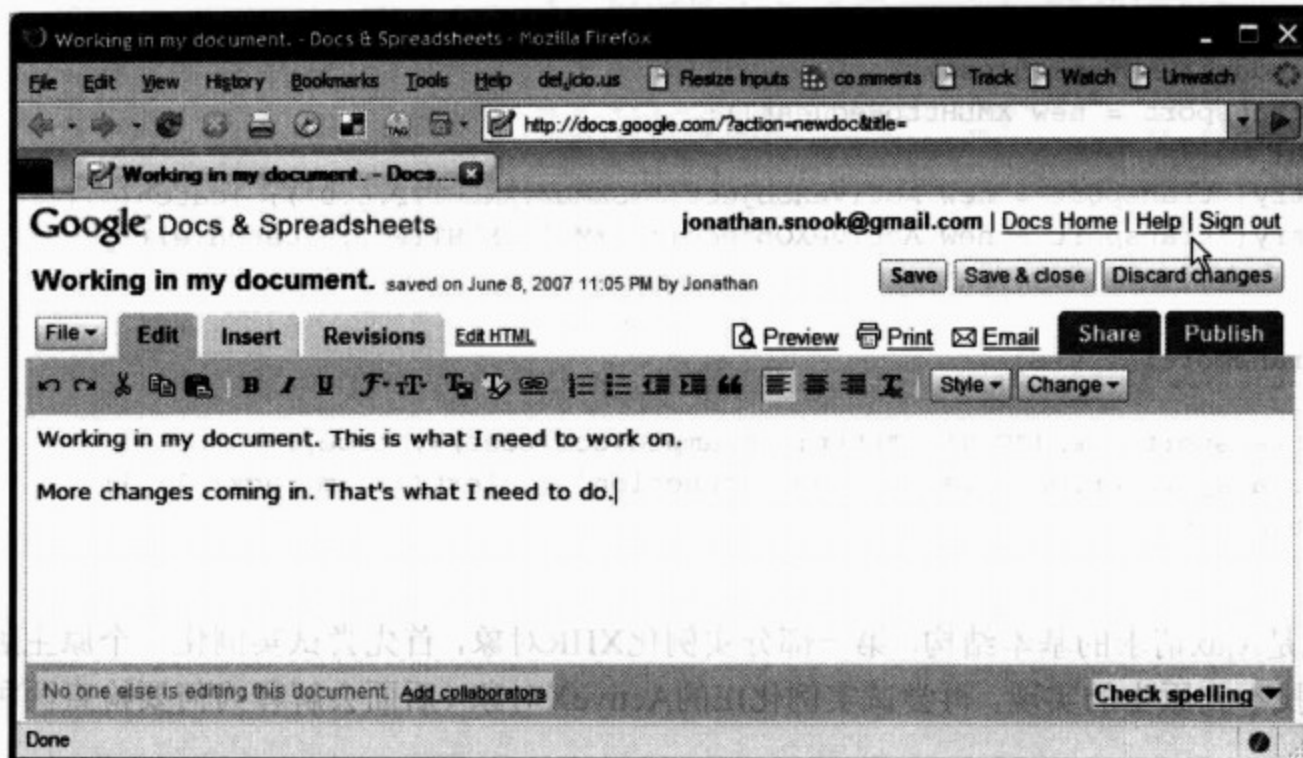 Working in my document. - Docs & Spreadsheets - Mozilla Firefox
File Edit View History Bookmarks Tools Help del.icio.us Resize Inputs comments Track Watch Unwatch
TAG http://docs.google.com/?action=newdoc&title=
Working in my document. - Docs...
Google Docs & Spreadsheets jonathan.snook@gmail.com | Docs Home | Help | Sign out
Working in my document. saved on June 8, 2007 11:05 PM by Jonathan Save Save & close Discard changes
File Edit Insert Revisions Edit HTML Preview Print Email Share Publish
B I U Style Change
Working in my document. This is what I need to work on.
More changes coming in. That's what I need to do.
No one else is editing this document. Add collaborators Check spelling
Done